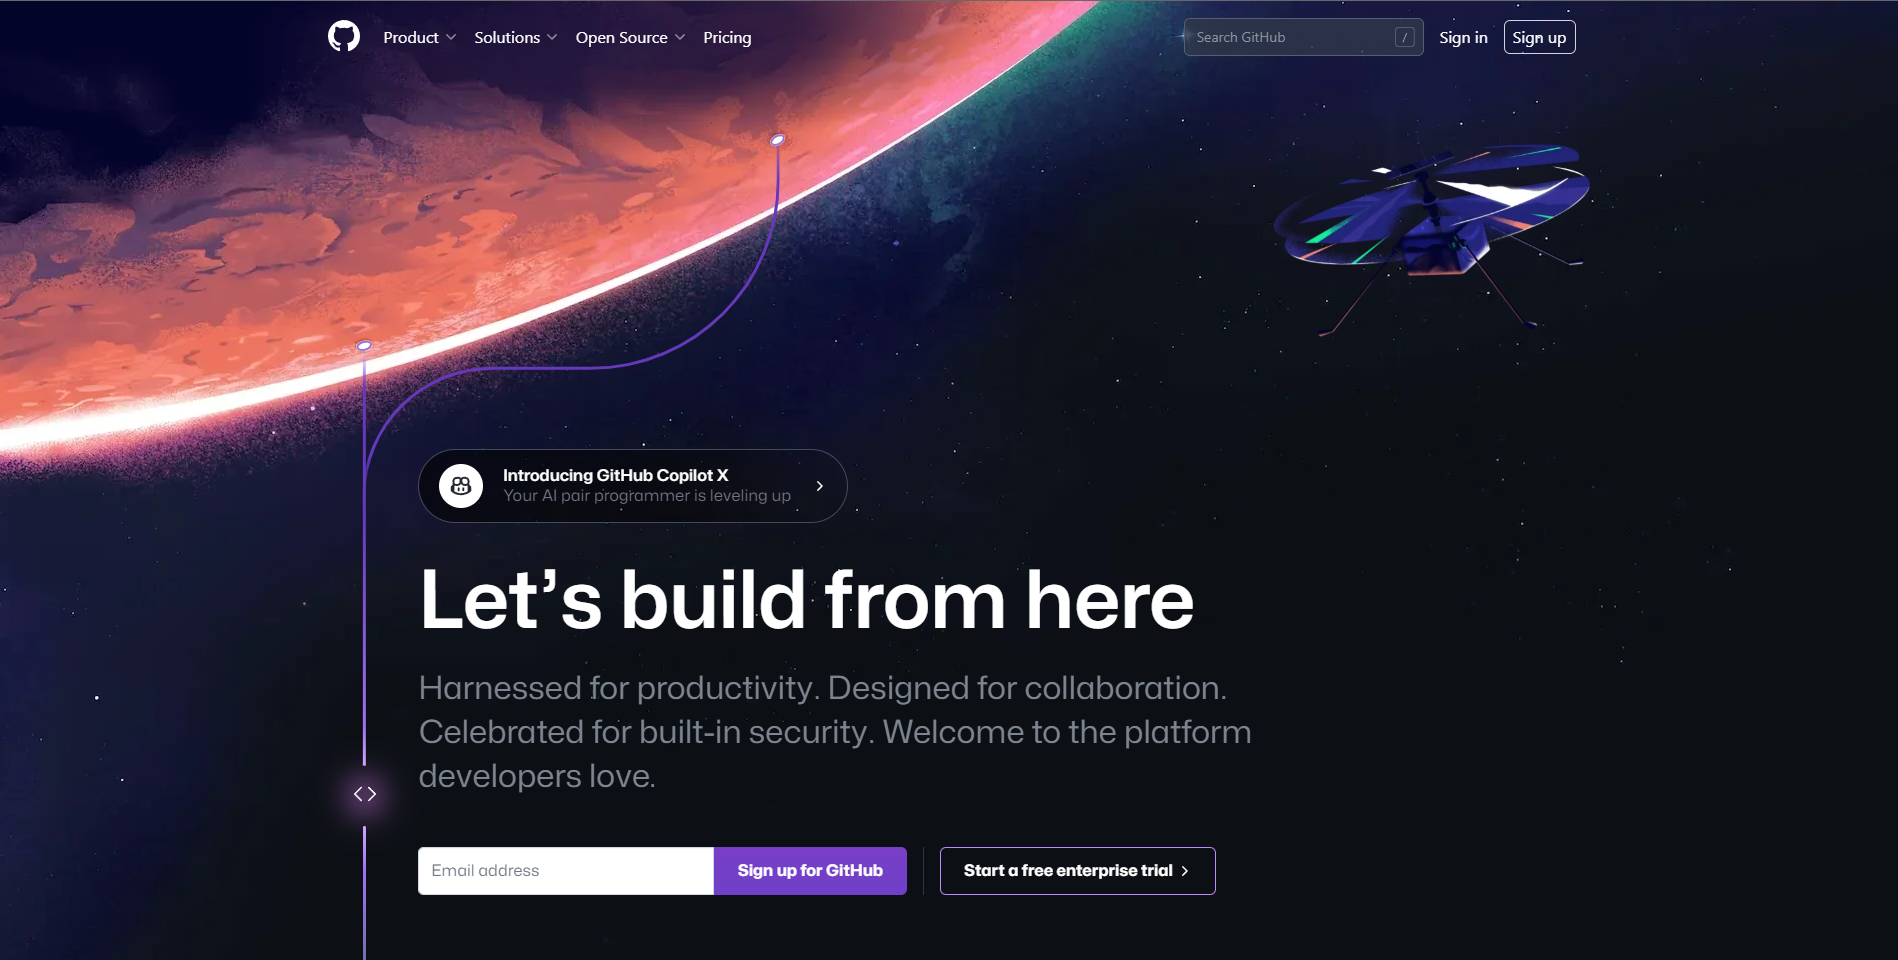 Product Solutions Open Source Pricing Search GitHub / Sign in Sign up
Introducing GitHub Copilot X
Your AI pair programmer is leveling up
Let’s build from here
Harnessed for productivity. Designed for collaboration.
Celebrated for built-in security. Welcome to the platform
developers love.
Email address Sign up for GitHub Start a free enterprise trial